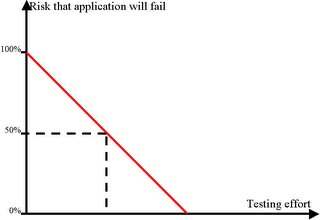 Risk that application will fail
100%
50%
0%
Testing effort